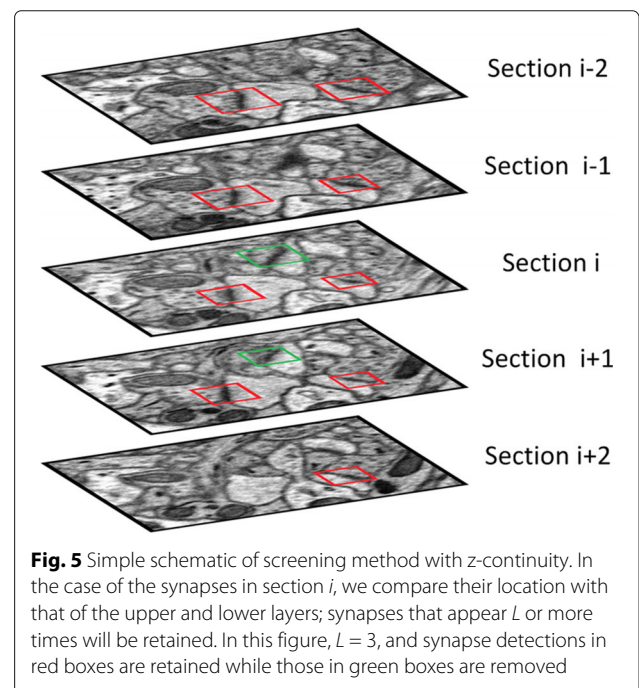 Section i-2
Section i-1
Section i
Section i+1
Section i+2
Fig. 5 Simple schematic of screening method with z-continuity. In
the case of the synapses in section i, we compare their location with
that of the upper and lower layers; synapses that appear L or more
times will be retained. In this figure, L = 3, and synapse detections in
red boxes are retained while those in green boxes are removed